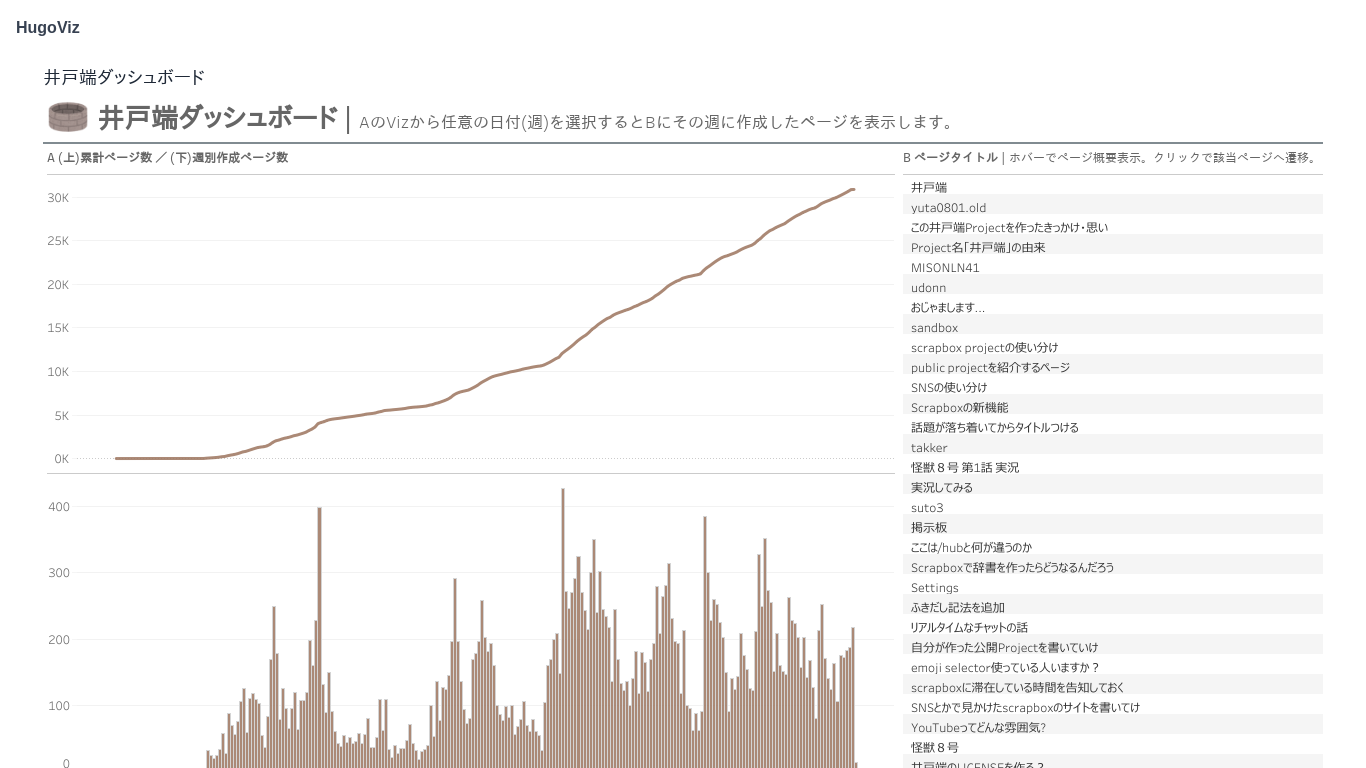 HugoViz
井戸端ダッシュボード
井戸端ダッシュボード | AのVizから任意の日付(週)を選択するとBにその週に作成したページを表示します。
A (上)累計ページ数 ／ (下)週別作成ページ数
30K
25K
20K
15K
10K
5K
0K
400
300
200
100
0
B ページタイトル | ホバーでページ概要表示。クリックで該当ページへ遷移。
井戸端
yuta0801.old
この井戸端Projectを作ったきっかけ・思い
Project名「井戸端」の由来
MISONLN41
udonn
おじゃまします…
sandbox
scrapbox projectの使い分け
public projectを紹介するページ
SNSの使い分け
Scrapboxの新機能
話題が落ち着いてからタイトルつける
takker
怪獣８号 第1話 実況
実況してみる
suto3
掲示板
ここは/hubと何が違うのか
Scrapboxで辞書を作ったらどうなるんだろう
Settings
ふきだし記法を追加
リアルタイムなチャットの話
自分が作った公開Projectを書いていけ
emoji selector使っている人いますか？
scrapboxに滞在している時間を告知しておく
SNSとかで見かけたscrapboxのサイトを書いてけ
YouTubeってどんな雰囲気?
怪獣８号
井戸端のLICENSEを作る？